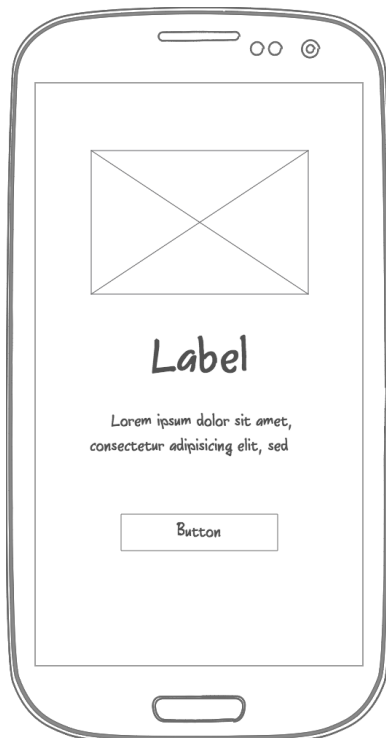 Label
Lorem ipsum dolor sit amet,
consectetur adipisicing elit, sed
Button